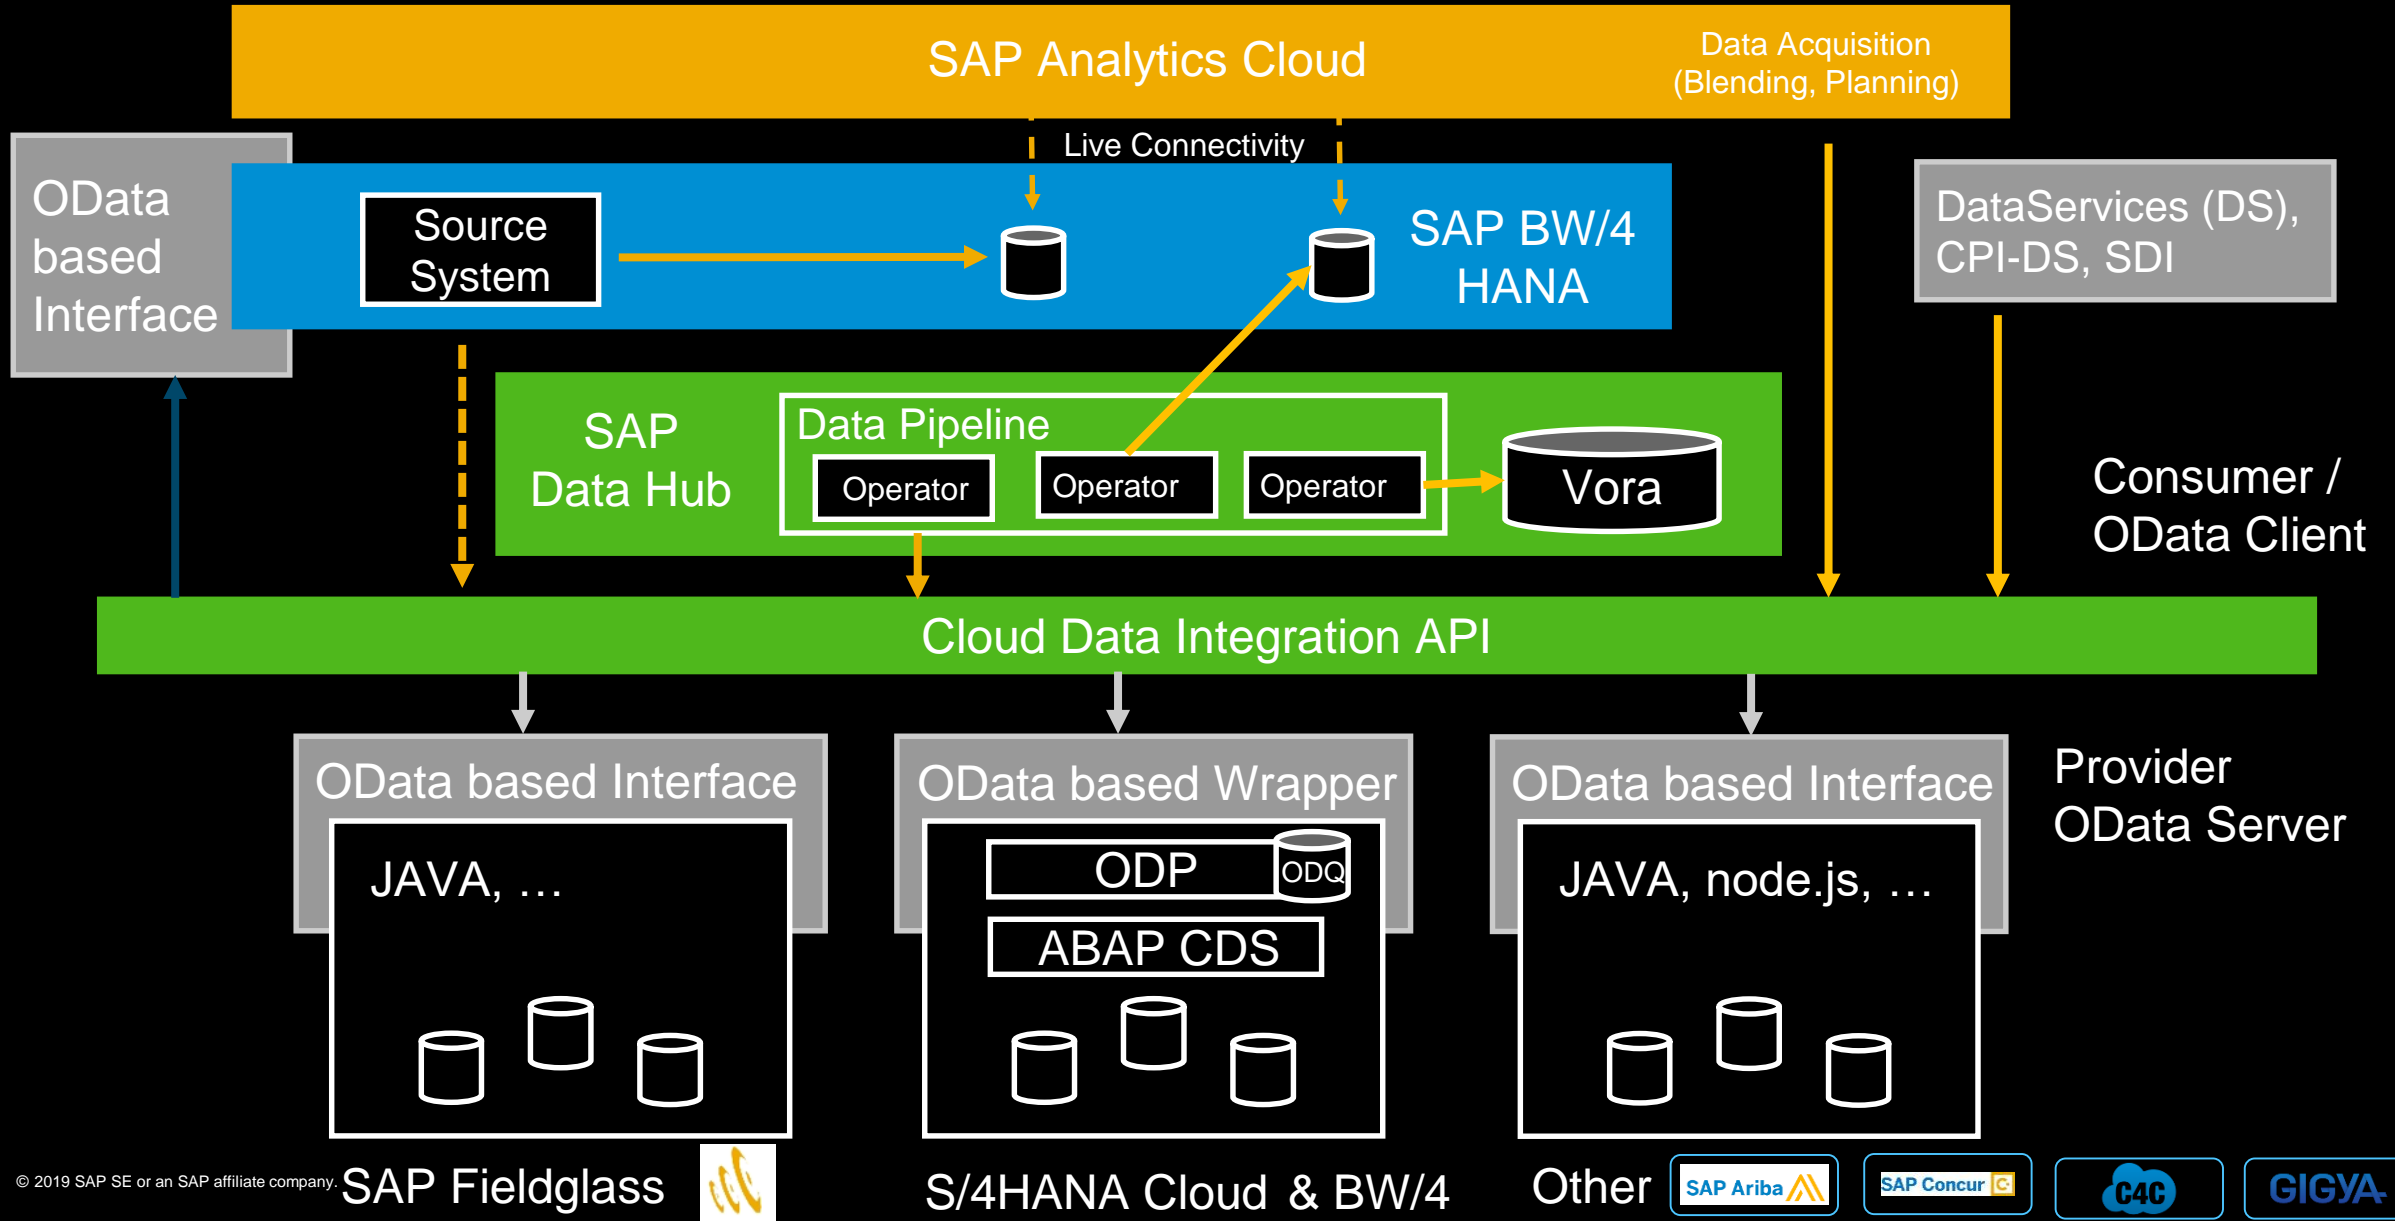 SAP Analytics Cloud
Data Acquisition
(Blending, Planning)
Live Connectivity
OData
based
Interface
Source
System
SAP BW/4
HANA
DataServices (DS),
CPI-DS, SDI
SAP
Data Hub
Data Pipeline
Operator
Operator
Operator
Vora
Consumer /
OData Client
Cloud Data Integration API
OData based Interface
OData based Wrapper
OData based Interface
Provider
OData Server
JAVA, …
ODP
ODQ
ABAP CDS
JAVA, node.js, …
© 2019 SAP SE or an SAP affiliate company.
SAP Fieldglass
S/4HANA Cloud & BW/4
Other
SAP Ariba
SAP Concur C
C4C
GIGYA